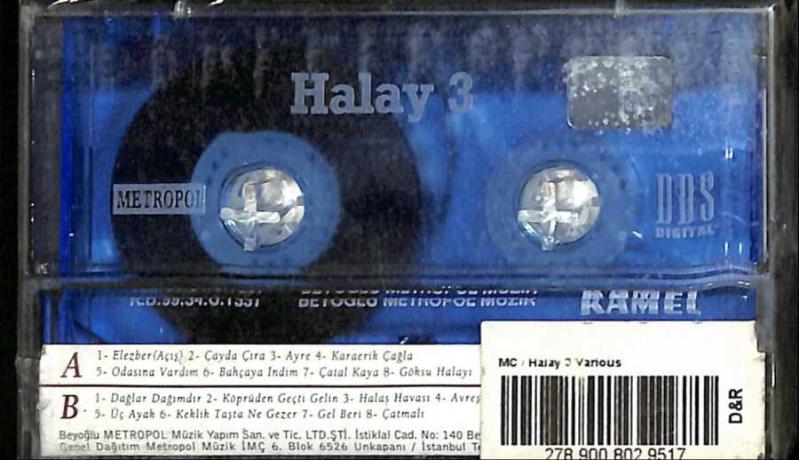 Halay 3
METROPOL
DDS
DIGITAL
BEYOĞLU METROPOL MÜZİK
RAMEL
A
1- Elezber(Açış) 2- Çayda Çıra 3- Ayre 4- Karaerik Çağla
5- Odasına Vardım 6- Bahçaya İndim 7- Çatal Kaya 8- Göksu Halayı
B
1- Dağlar Dağımdır 2- Köprüden Geçti Gelin 3- Halaş Havası 4- Avreş
5- Üç Ayak 6- Keklik Taşta Ne Gezer 7- Gel Beri 8- Çatmalı
Beyoğlu METROPOL Müzik Yapım San. ve Tic. LTD.ŞTİ. İstiklal Cad. No: 140 Be
Genel Dağıtım Metropol Müzik İMÇ 6. Blok 6526 Unkapanı / İstanbul T
MC / Halay 3 Various
D&R
278 900 802 9517